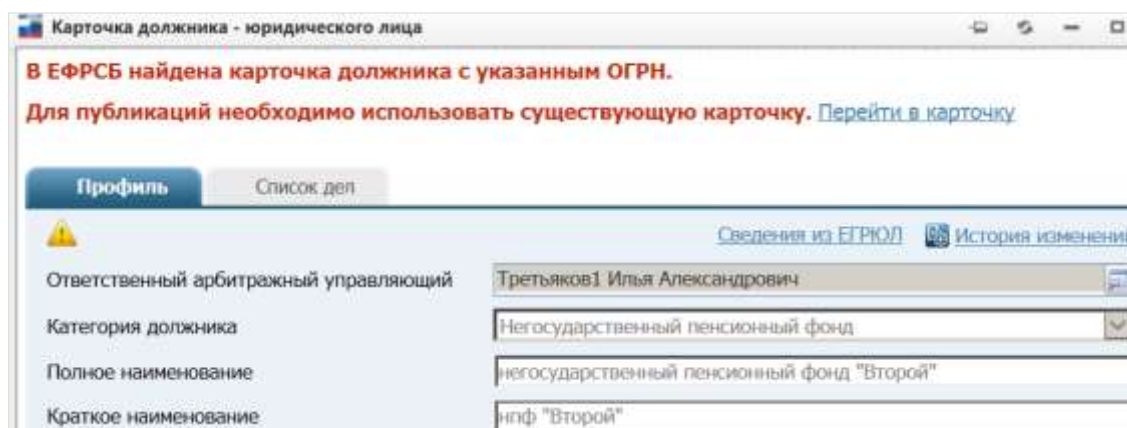 Карточка должника - юридического лица
В ЕФРСБ найдена карточка должника с указанным ОГРН.
Для публикаций необходимо использовать существующую карточку. Перейти в карточку
Профиль Список дел
Сведения из ЕГРЮЛ История изменений
Ответственный арбитражный управляющий Третьяков1 Илья Александрович
Категория должника Негосударственный пенсионный фонд
Полное наименование негосударственный пенсионный фонд "Второй"
Краткое наименование нпф "Второй"